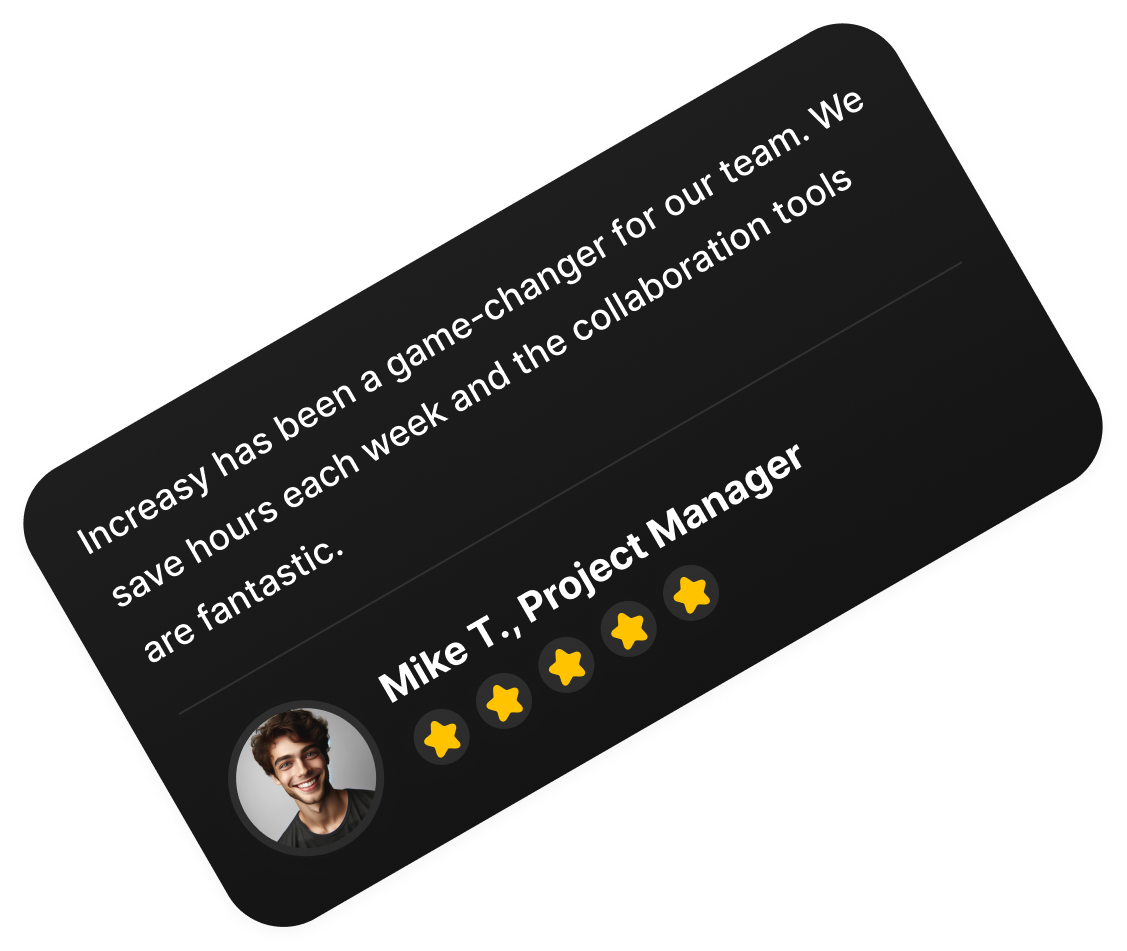 Increasy has been a game-changer for our team. We
save hours each week and the collaboration tools
are fantastic.
Mike T., Project Manager